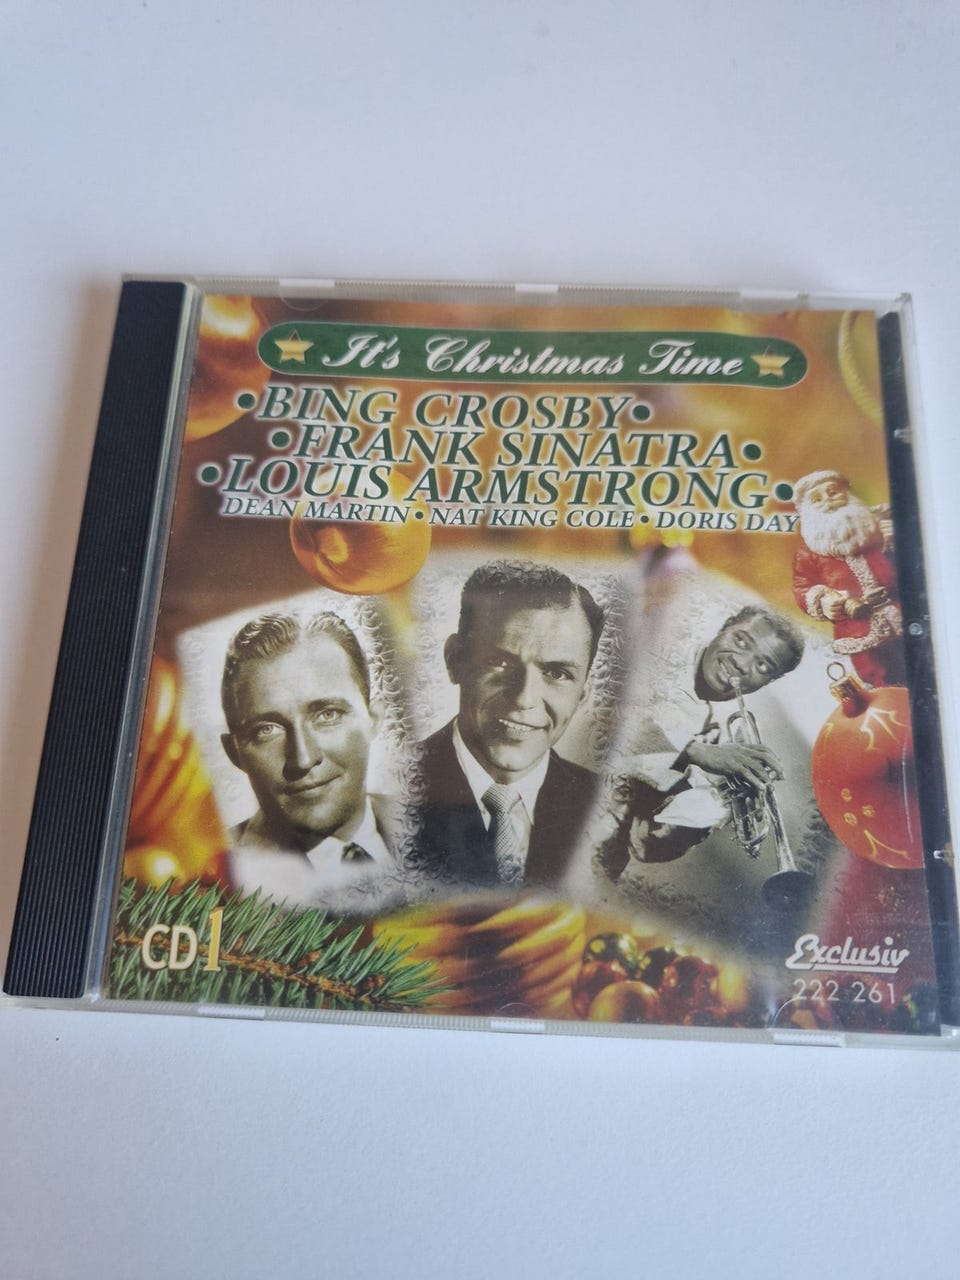 It's Christmas Time
•BING CROSBY•
•FRANK SINATRA•
•LOUIS ARMSTRONG•
DEAN MARTIN • NAT KING COLE • DORIS DAY
CD 1
Exclusiv
222 261